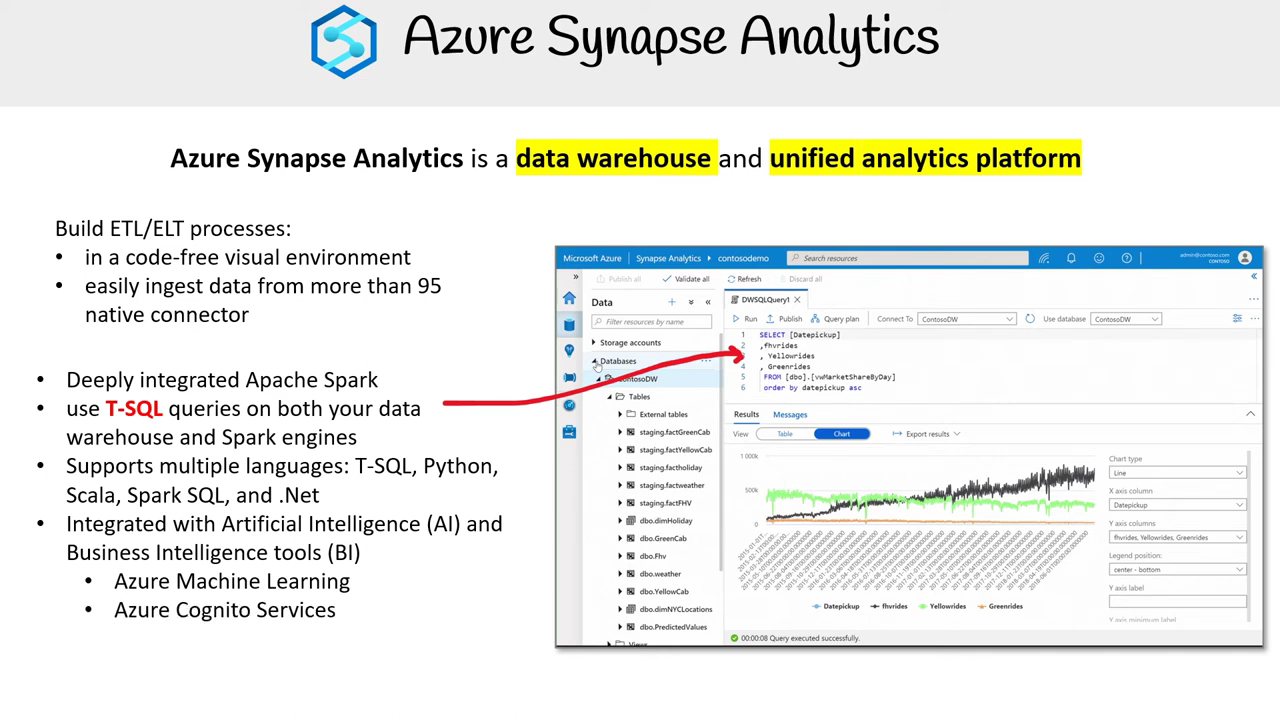 Azure Synapse Analytics
Azure Synapse Analytics is a data warehouse and unified analytics platform
Build ETL/ELT processes:
• in a code-free visual environment
• easily ingest data from more than 95
native connector
• Deeply integrated Apache Spark
• use T-SQL queries on both your data
warehouse and Spark engines
• Supports multiple languages: T-SQL, Python,
Scala, Spark SQL, and .Net
• Integrated with Artificial Intelligence (AI) and
Business Intelligence tools (BI)
• Azure Machine Learning
• Azure Cognito Services
Microsoft Azure | Synapse Analytics ▸ contosodemo
Search resources
admin@contoso.com
CONTOSO
» Publish all Validate all Refresh Discard all «
Data
Filter resources by name
Storage accounts
Databases
ContosoDW
Tables
External tables
staging.factGreenCab
staging.factYellowCab
staging.factholiday
staging.factweather
staging.factFHV
dbo.dimHoliday
dbo.GreenCab
dbo.Fhv
dbo.weather
dbo.YellowCab
dbo.dimNYCLocations
dbo.PredictedValues
Views
DWSQLQuery1
Run Publish Query plan Connect To ContosoDW Use database ContosoDW
1 SELECT [Datepickup]
2 ,fhvrides
, Yellowrides
4 , Greenrides
5 FROM [dbo].[vwMarketShareByDay]
6 order by datepickup asc
Results Messages
View Table Chart Export results
1 000k
500k
0
Datepickup fhvrides Yellowrides Greenrides
Chart type
Line
X axis column
Datepickup
Y axis columns
fhvrides, Yellowrides, Greenrides
Legend position:
center - bottom
Y axis label
Y axis minimum label
00:00:08 Query executed successfully.